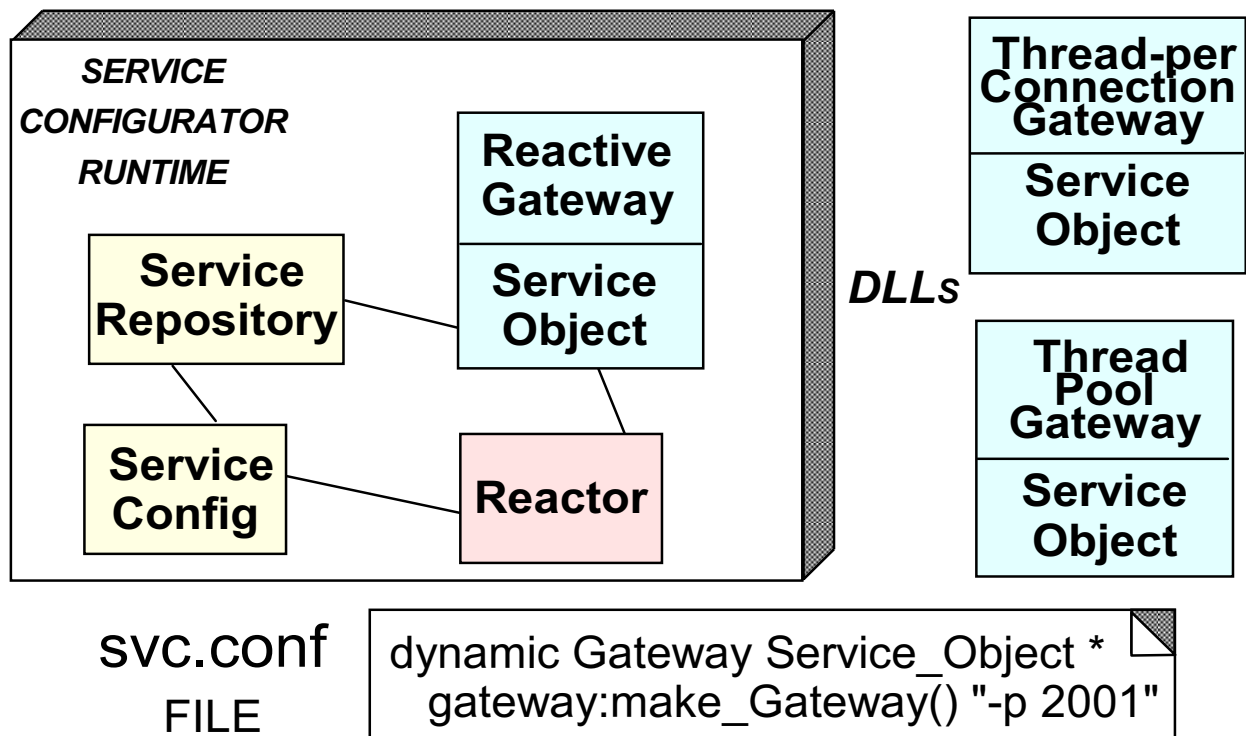 SERVICE
CONFIGURATOR
RUNTIME
Reactive
Gateway
Service
Object
Service
Repository
Service
Config
Reactor
DLLs
Thread-per
Connection
Gateway
Service
Object
Thread
Pool
Gateway
Service
Object
svc.conf
FILE
dynamic Gateway Service_Object *
gateway:make_Gateway() "-p 2001"